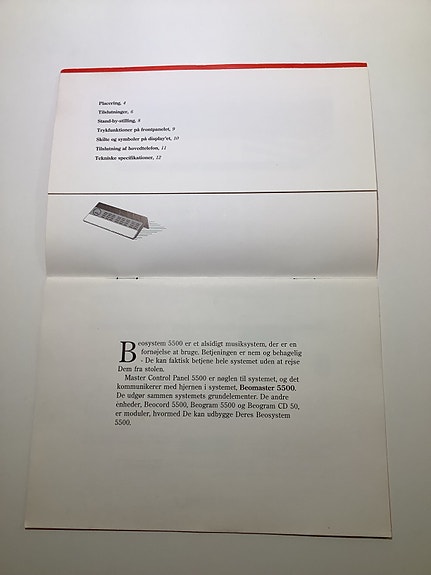 Placering, 4
Tilslutninger, 6
Stand-by-stilling, 8
Trykfunktioner på frontpanelet, 9
Skilte og symboler på display'et, 10
Tilslutning af hovedtelefon, 11
Tekniske specifikationer, 12
Beosystem 5500 er et alsidigt musiksystem, der er en
fornøjelse at bruge. Betjeningen er nem og behagelig
- De kan faktisk betjene hele systemet uden at rejse
Dem fra stolen.
Master Control Panel 5500 er nøglen til systemet, og det
kommunikerer med hjernen i systemet, Beomaster 5500.
De udgør sammen systemets grundelementer. De andre
enheder, Beocord 5500, Beogram 5500 og Beogram CD 50,
er moduler, hvormed De kan udbygge Deres Beosystem
5500.